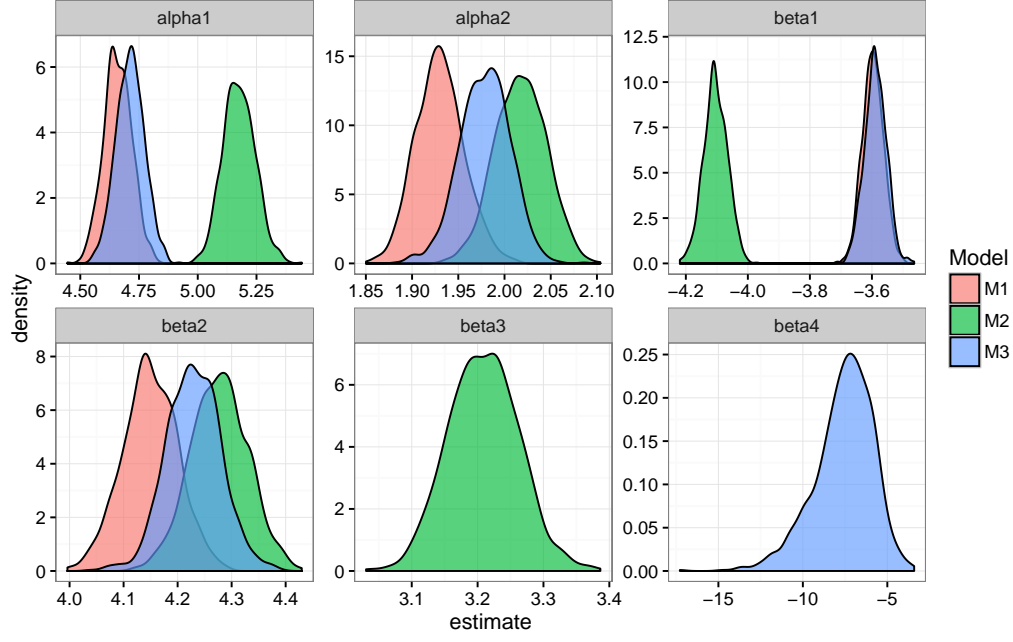 alpha1 alpha2 beta1
6
4
2
0
15
10
5
0
12.5
10.0
7.5
5.0
2.5
0.0
4.50 4.75 5.00 5.25
1.85 1.90 1.95 2.00 2.05 2.10
−4.2 −4.0 −3.8 −3.6
density
Model
M1
M2
M3
beta2 beta3 beta4
8
6
4
2
0
6
4
2
0
0.25
0.20
0.15
0.10
0.05
0.00
4.0 4.1 4.2 4.3 4.4
3.1 3.2 3.3 3.4
−15 −10 −5
estimate